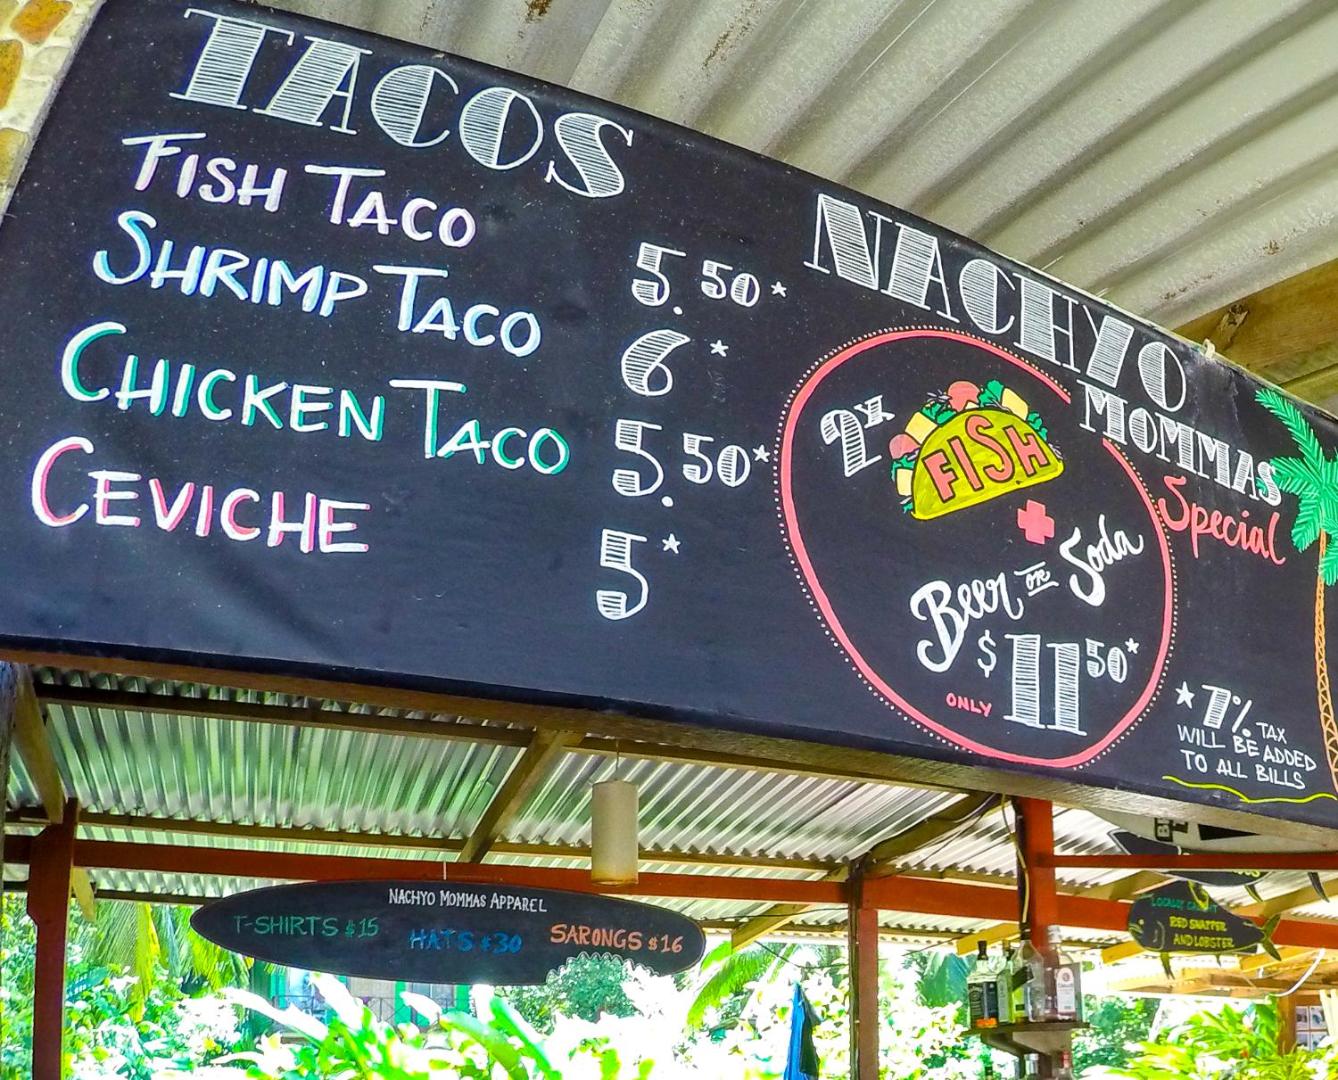 TACOS
FISH TACO 5.50*
SHRIMP TACO 6*
CHICKEN TACO 5.50*
CEVICHE 5*
NACHYO
MOMMAS
Special
2x FISH
+
Beer or Soda
ONLY $11 50*
*7% TAX
WILL BE ADDED
TO ALL BILLS
NACHYO MOMMAS APPAREL
T-SHIRTS $15 HATS $30 SARONGS $16
LOCALLY CAUGHT
RED SNAPPER
AND LOBSTER